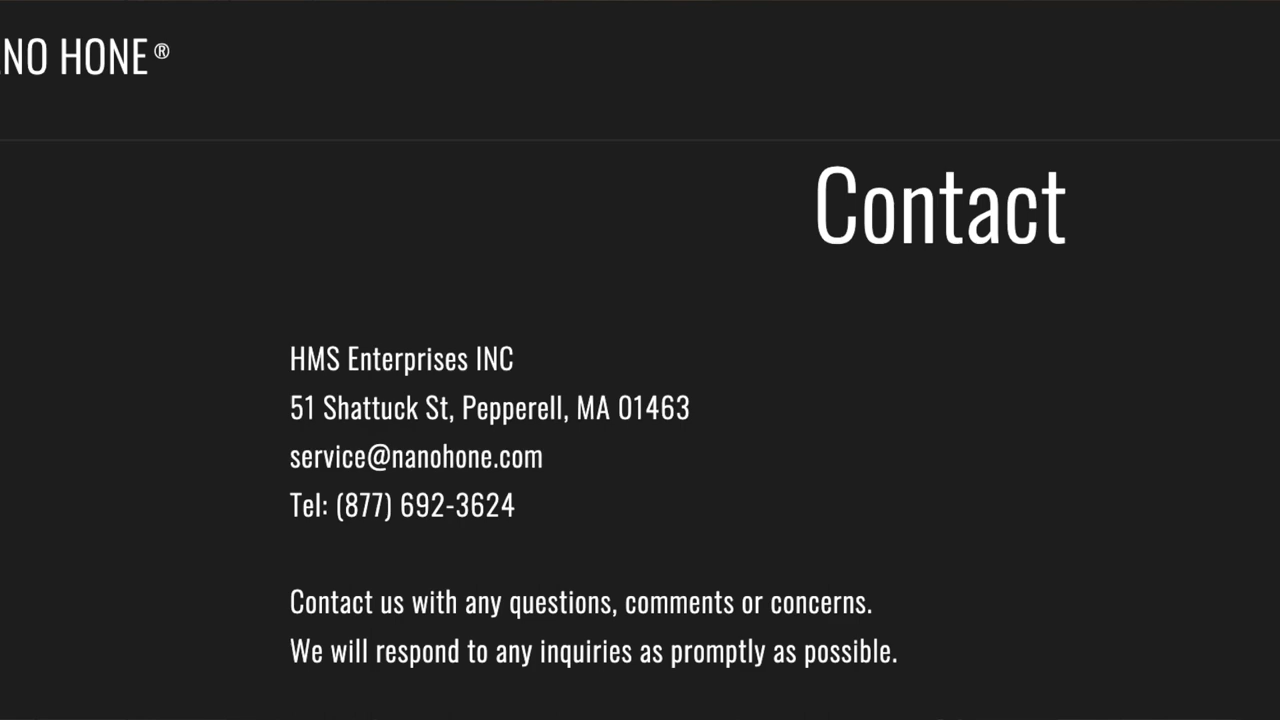 NO HONE®
Contact
HMS Enterprises INC
51 Shattuck St, Pepperell, MA 01463
service@nanohone.com
Tel: (877) 692-3624
Contact us with any questions, comments or concerns.
We will respond to any inquiries as promptly as possible.